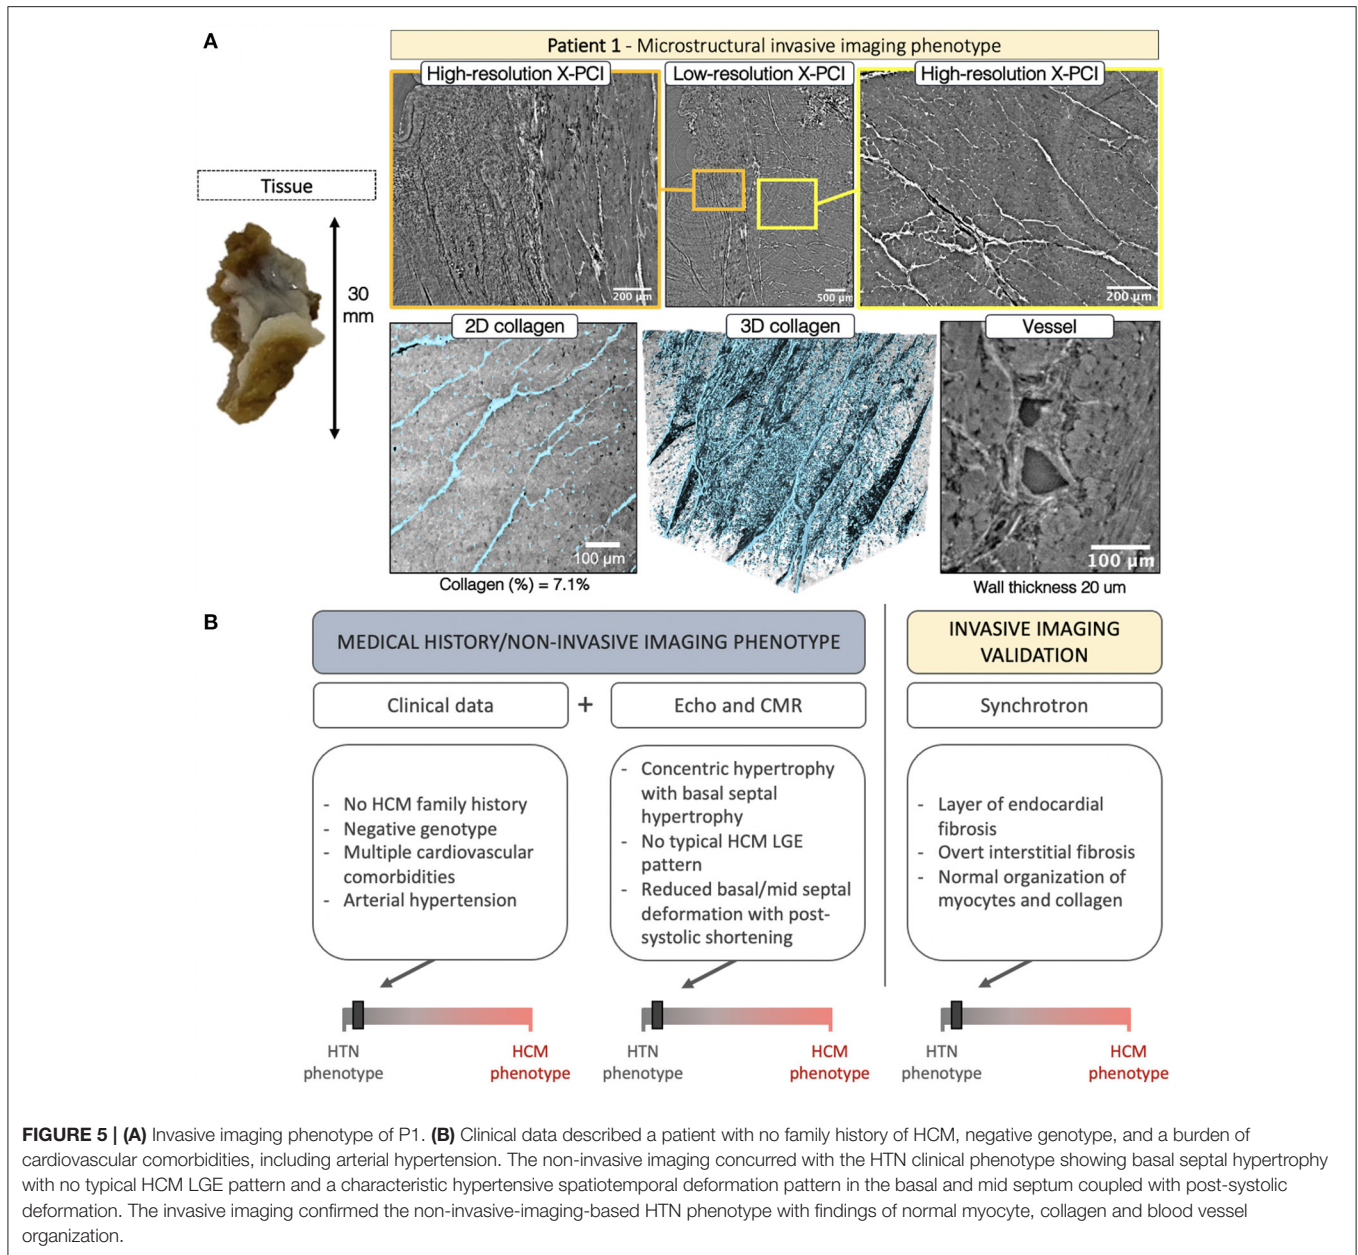 A
Patient 1 - Microstructural invasive imaging phenotype
High-resolution X-PCI
Low-resolution X-PCI
High-resolution X-PCI
Tissue
30
mm
200 µm
500 µm
200 µm
2D collagen
3D collagen
Vessel
100 µm
100 µm
Collagen (%) = 7.1%
Wall thickness 20 um
B
MEDICAL HISTORY/NON-INVASIVE IMAGING PHENOTYPE
INVASIVE IMAGING
VALIDATION
Clinical data
+
Echo and CMR
Synchrotron
- No HCM family history
- Negative genotype
- Multiple cardiovascular
comorbidities
- Arterial hypertension
- Concentric hypertrophy
with basal septal
hypertrophy
- No typical HCM LGE
pattern
- Reduced basal/mid septal
deformation with post-
systolic shortening
- Layer of endocardial
fibrosis
- Overt interstitial fibrosis
- Normal organization of
myocytes and collagen
HTN
phenotype
HCM
phenotype
HTN
phenotype
HCM
phenotype
HTN
phenotype
HCM
phenotype
FIGURE 5 | (A) Invasive imaging phenotype of P1. (B) Clinical data described a patient with no family history of HCM, negative genotype, and a burden of
cardiovascular comorbidities, including arterial hypertension. The non-invasive imaging concurred with the HTN clinical phenotype showing basal septal hypertrophy
with no typical HCM LGE pattern and a characteristic hypertensive spatiotemporal deformation pattern in the basal and mid septum coupled with post-systolic
deformation. The invasive imaging confirmed the non-invasive-imaging-based HTN phenotype with findings of normal myocyte, collagen and blood vessel
organization.